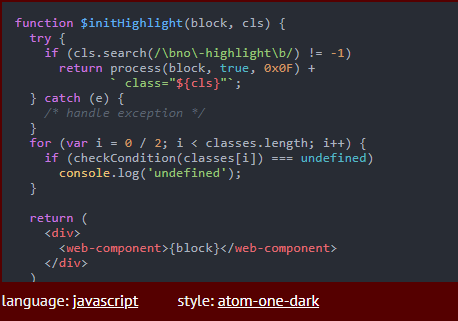 function $initHighlight(block, cls) {
  try {
    if (cls.search(/\bno\-highlight\b/) != -1)
      return process(block, true, 0x0F) +
             ` class="${cls}"`;
  } catch (e) {
    /* handle exception */
  }
  for (var i = 0 / 2; i < classes.length; i++) {
    if (checkCondition(classes[i]) === undefined)
      console.log('undefined');
  }

  return (
    <div>
      <web-component>{block}</web-component>
    </div>
  )
language: javascript style: atom-one-dark